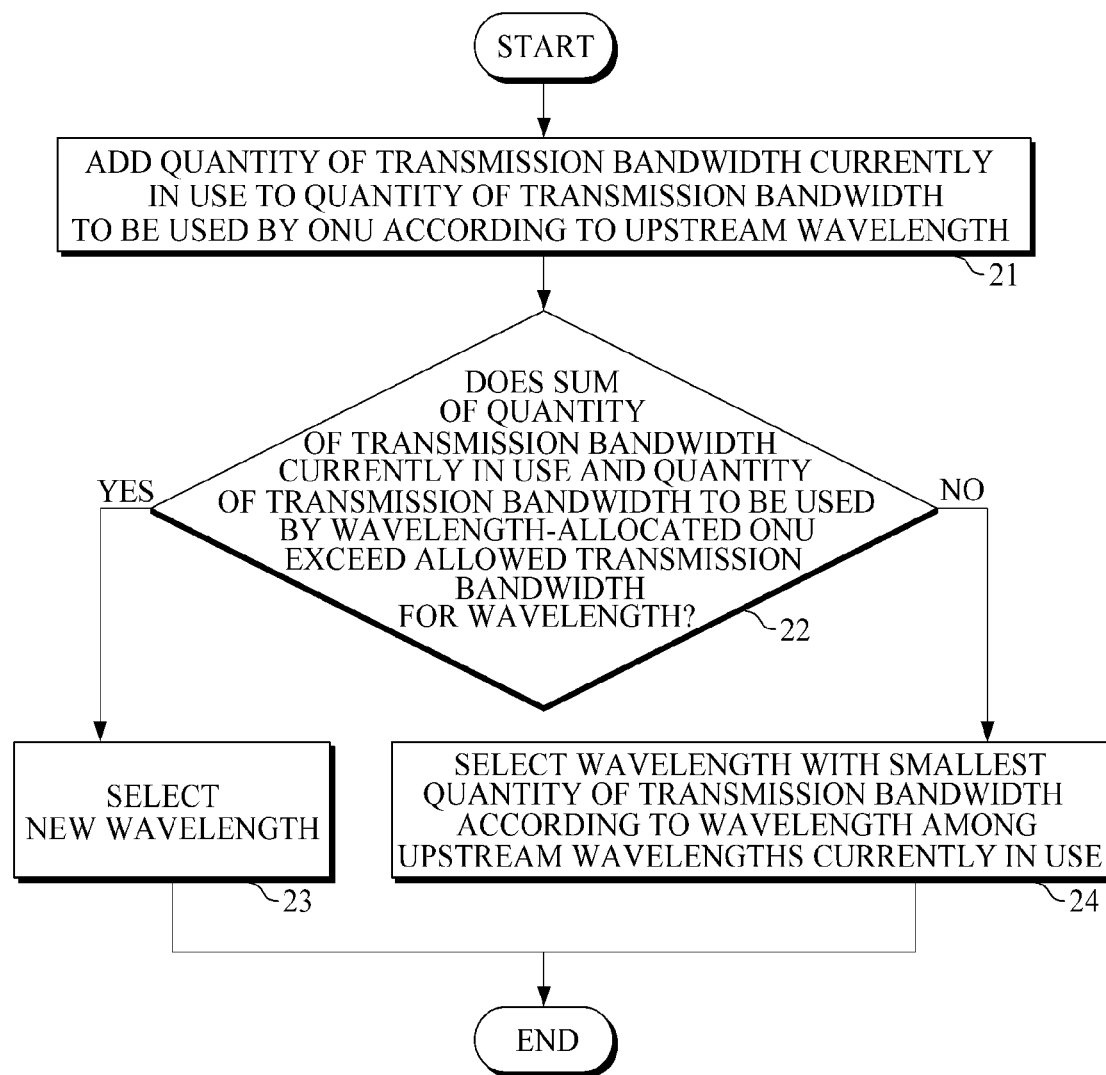 START
ADD QUANTITY OF TRANSMISSION BANDWIDTH CURRENTLY
IN USE TO QUANTITY OF TRANSMISSION BANDWIDTH
TO BE USED BY ONU ACCORDING TO UPSTREAM WAVELENGTH
21
DOES SUM
OF QUANTITY
OF TRANSMISSION BANDWIDTH
CURRENTLY IN USE AND QUANTITY
OF TRANSMISSION BANDWIDTH TO BE USED
BY WAVELENGTH-ALLOCATED ONU
EXCEED ALLOWED TRANSMISSION
BANDWIDTH
FOR WAVELENGTH?
22
YES
NO
SELECT
NEW WAVELENGTH
23
SELECT WAVELENGTH WITH SMALLEST
QUANTITY OF TRANSMISSION BANDWIDTH
ACCORDING TO WAVELENGTH AMONG
UPSTREAM WAVELENGTHS CURRENTLY IN USE
24
END